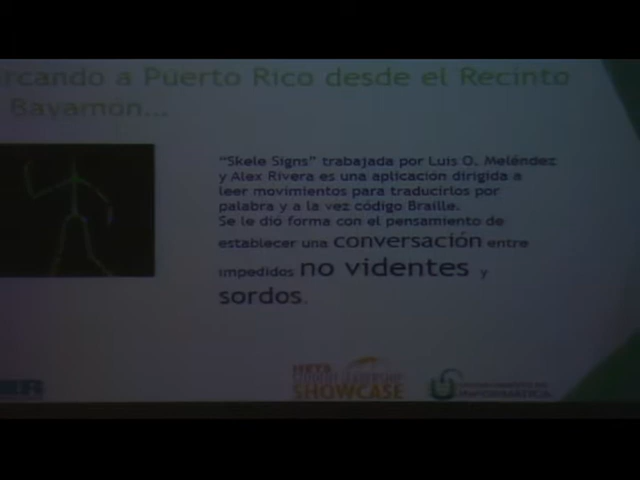 rcando a Puerto Rico desde el Recinto
Bayamón...
“Skele Signs” trabajada por Luis O. Meléndez
y Alex Rivera es una aplicación dirigida a
leer movimientos para traducirlos por
palabra y a la vez código Braille.
Se le dio forma con el pensamiento de
establecer una conversación entre
impedidos no videntes y
sordos.
SHOWCASE
INFORMÁTICA